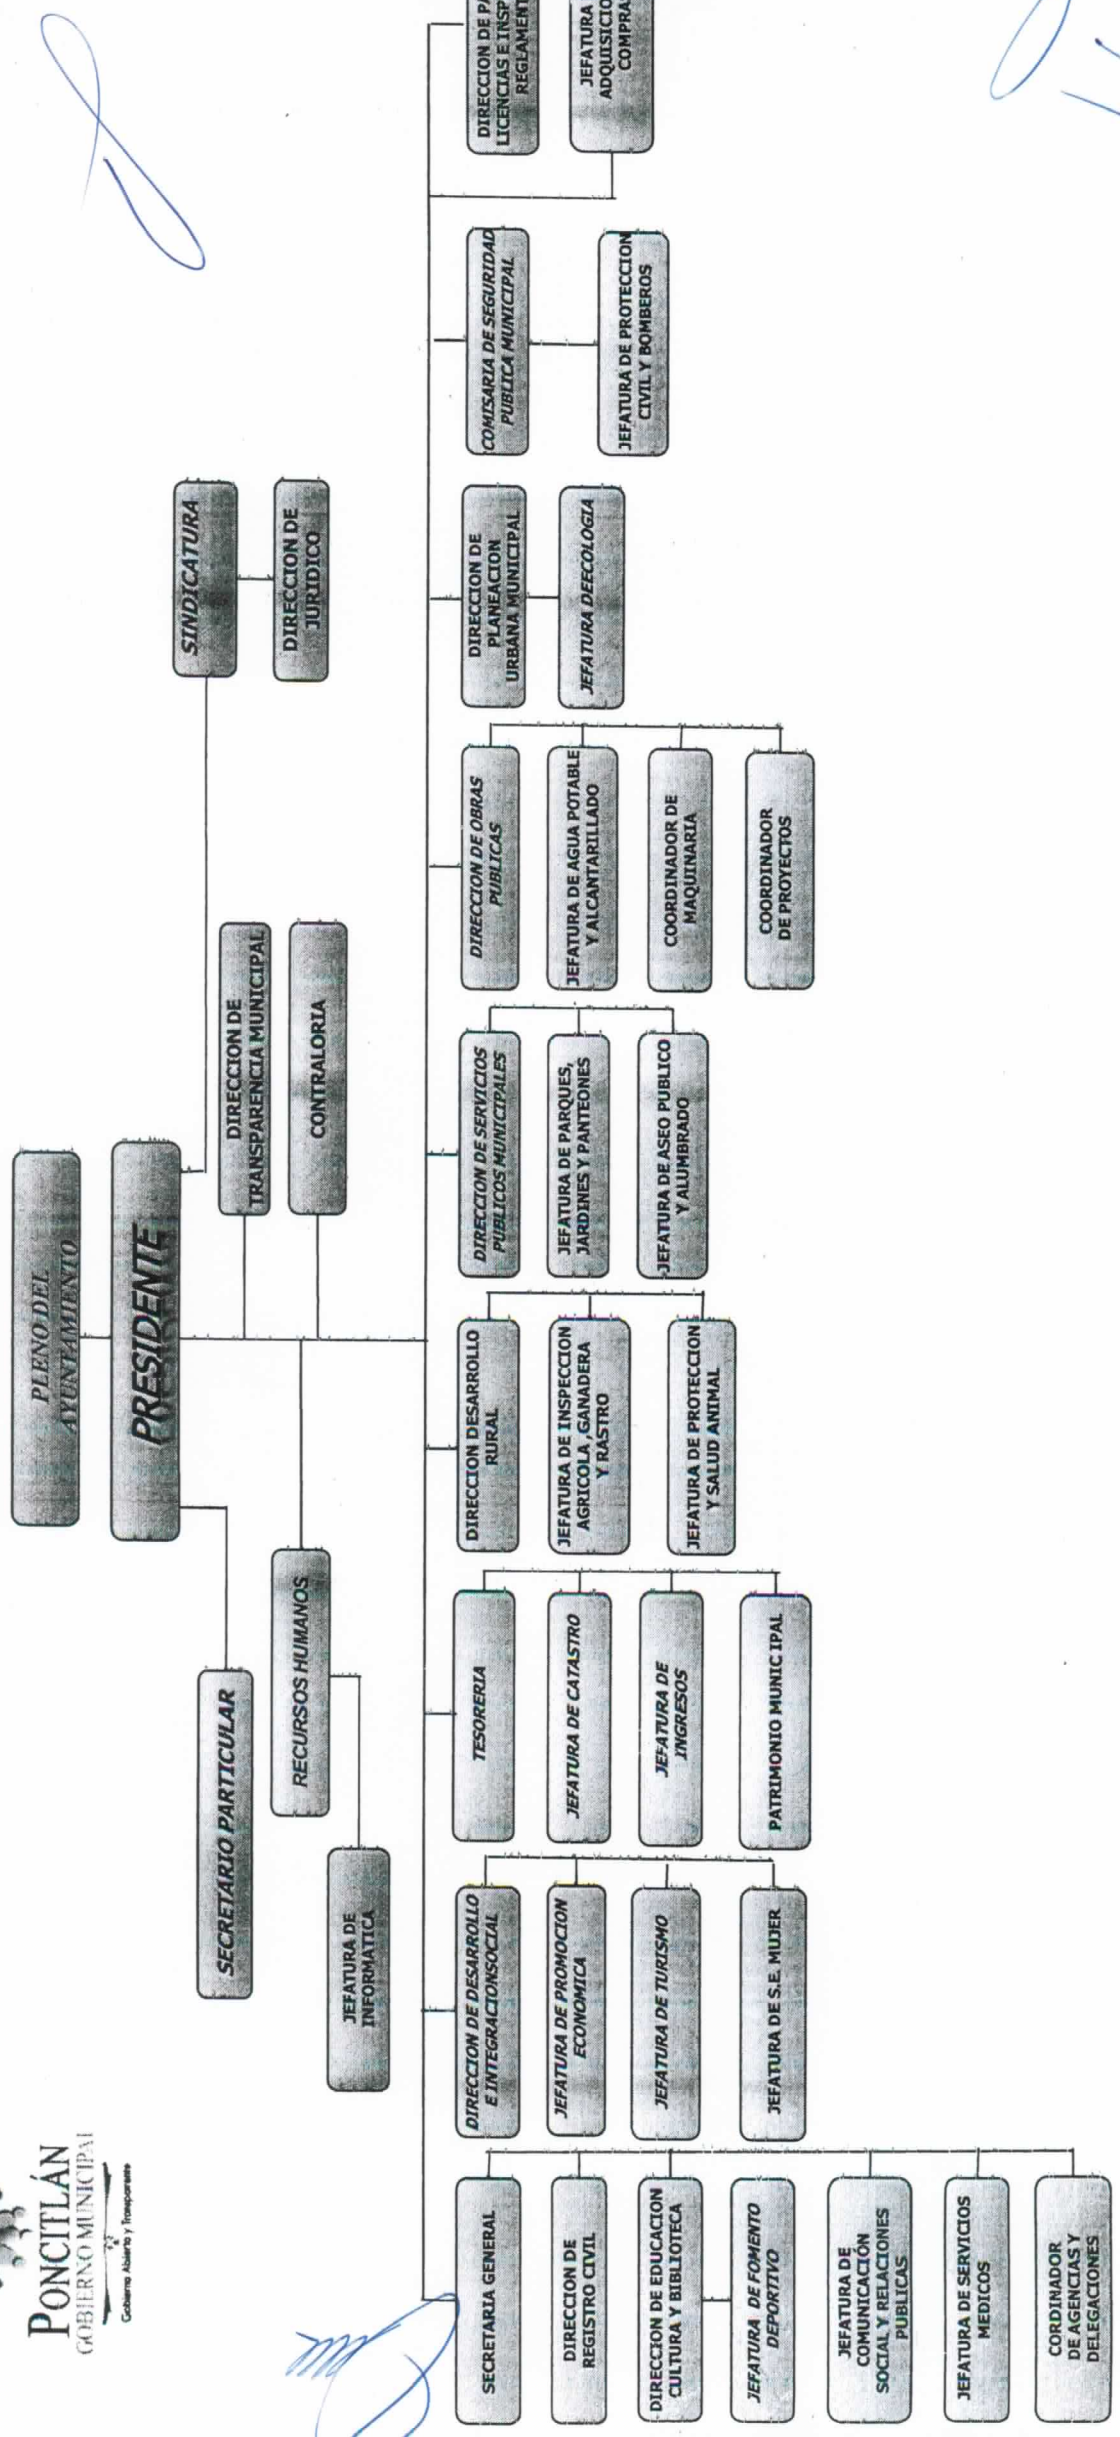 PONCITLÁN
GOBIERNO MUNICIPAL
Gobierno Abierto y Transparente
PLENO DEL
AYUNTAMIENTO
PRESIDENTE
SECRETARIO PARTICULAR
SINDICATURA
DIRECCION DE
JURIDICO
DIRECCION DE
TRANSPARENCIA MUNICIPAL
CONTRALORIA
RECURSOS HUMANOS
JEFATURA DE
INFORMATICA
SECRETARIA GENERAL
DIRECCION DE
REGISTRO CIVIL
DIRECCION DE EDUCACION
CULTURA Y BIBLIOTECA
JEFATURA DE FOMENTO
DEPORTIVO
JEFATURA DE
COMUNICACIÓN
SOCIAL Y RELACIONES
PUBLICAS
JEFATURA DE SERVICIOS
MEDICOS
CORDINADOR
DE AGENCIAS Y
DELEGACIONES
DIRECCION DE DESARROLLO
E INTEGRACIONSOCIAL
JEFATURA DE PROMOCION
ECONOMICA
JEFATURA DE TURISMO
JEFATURA DE S.E. MUJER
TESORERIA
JEFATURA DE CATASTRO
JEFATURA DE
INGRESOS
PATRIMONIO MUNIC IPAL
DIRECCION DESARROLLO
RURAL
JEFATURA DE INSPECCION
AGRICOLA ,GANADERA
Y RASTRO
JEFATURA DE PROTECCION
Y SALUD ANIMAL
DIRECCION DE SERVICIOS
PUBLICOS MUNICIPALES
JEFATURA DE PARQUES,
JARDINES Y PANTEONES
JEFATURA DE ASEO PUBLICO
Y ALUMBRADO
DIRECCION DE OBRAS
PUBLICAS
JEFATURA DE AGUA POTABLE
Y ALCANTARILLADO
COORDINADOR DE
MAQUINARIA
COORDINADOR
DE PROYECTOS
DIRECCION DE
PLANEACION
URBANA MUNICIPAL
JEFATURA DEECOLOGIA
COMISARIA DE SEGURIDAD
PUBLICA MUNICIPAL
JEFATURA DE PROTECCION
CIVIL Y BOMBEROS
DIRECCION DE
LICENCIAS E
JEFATURA